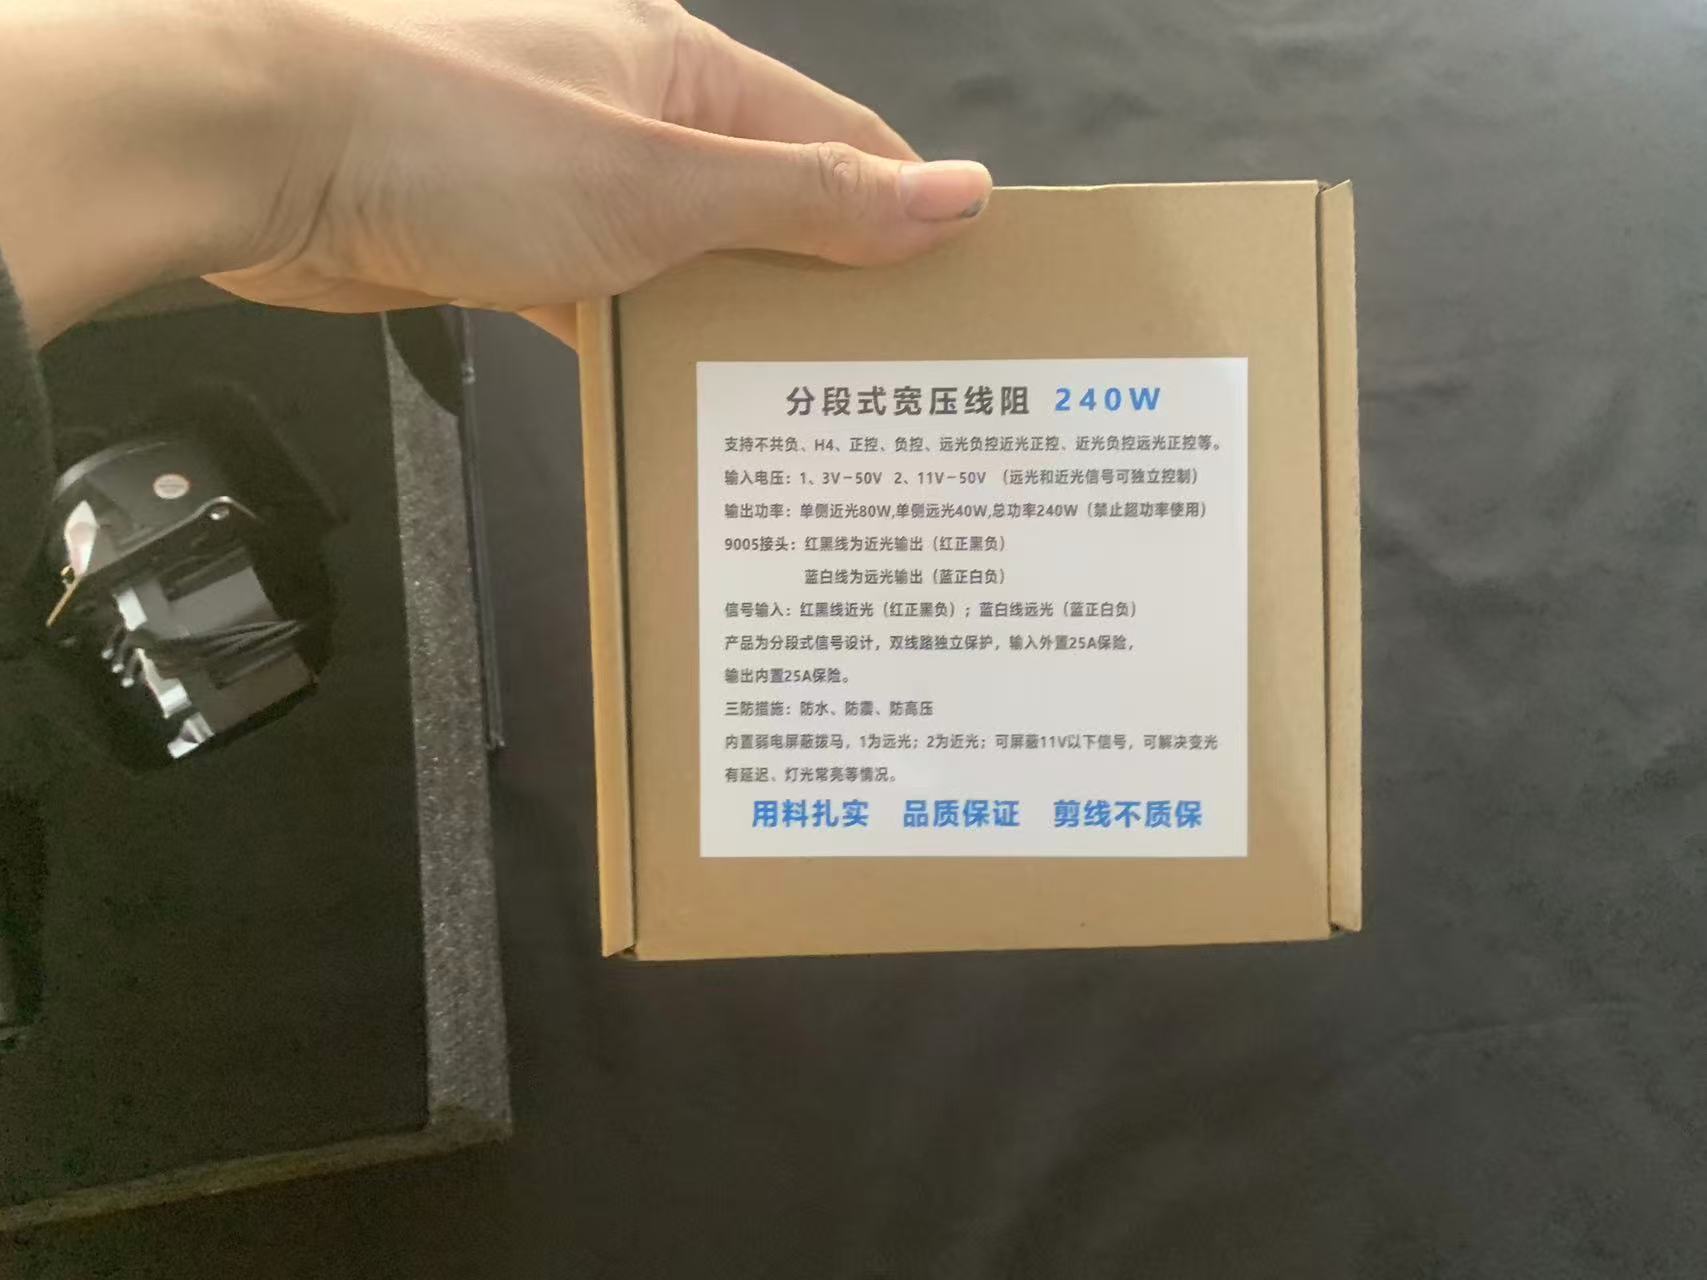 分段式宽压线阻 240W
支持不共负、H4、正控、负控、远光负控近光正控、近光负控远光正控等。
输入电压：1、3V－50V 2、11V－50V （远光和近光信号可独立控制）
输出功率：单侧近光80W,单侧远光40W,总功率240W（禁止超功率使用）
9005接头：红黑线为近光输出（红正黑负）
蓝白线为远光输出（蓝正白负）
信号输入：红黑线近光（红正黑负）；蓝白线远光（蓝正白负）
产品为分段式信号设计，双线路独立保护，输入外置25A保险，
输出内置25A保险。
三防措施：防水、防震、防高压
内置弱电屏蔽拨马，1为远光；2为近光；可屏蔽11V以下信号，可解决变光
有延迟、灯光常亮等情况。
用料扎实 品质保证 剪线不质保